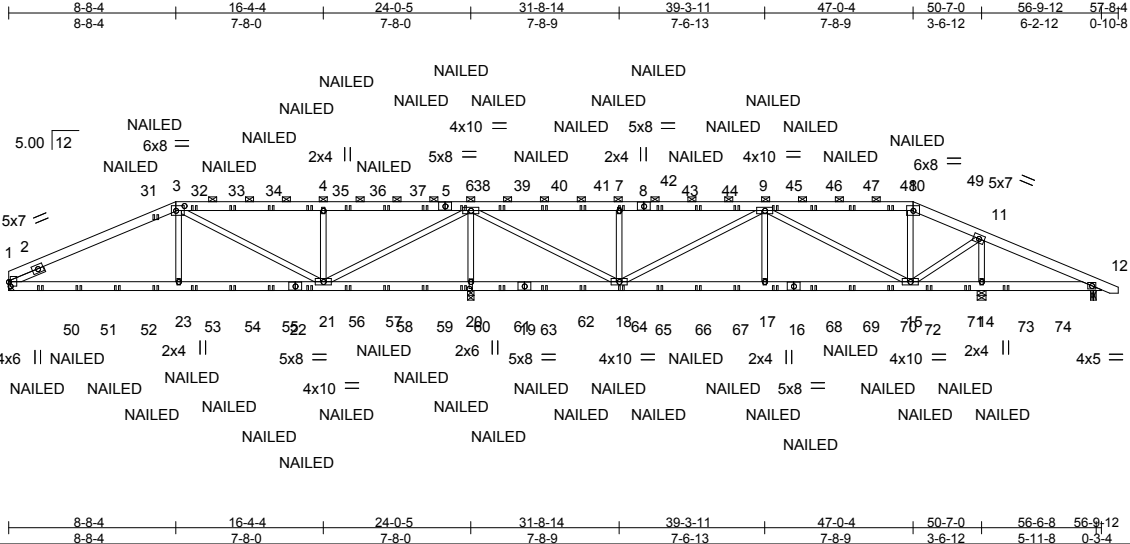 8-8-4 16-4-4 24-0-5 31-8-14 39-3-11 47-0-4 50-7-0 56-9-12 57-8-4
8-8-4 7-8-0 7-8-0 7-8-9 7-6-13 7-8-9 3-6-12 6-2-12 0-10-8
NAILED NAILED
NAILED
NAILED NAILED NAILED NAILED
NAILED
NAILED 4x10 = NAILED 5x8 = NAILED NAILED
5.00 12 6x8 = NAILED NAILED
2x4 || 5x8 = NAILED 2x4 || NAILED 4x10 = NAILED 6x8 =
NAILED NAILED NAILED
31 3 32 33 34 4 35 36 37 5 6 38 39 40 41 7 8 42 43 44 9 45 46 47 48 10 49 5x7
5x7 11
1 2
12
50 51 52 23 53 54 55 22 21 56 57 58 59 20 60 61 19 63 62 18 64 65 66 67 17 16 68 69 70 15 72 71 14 73 74
4x6 || NAILED 2x4 || 5x8 = NAILED 2x6 || 5x8 = 4x10 = NAILED 2x4 || NAILED 4x10 = 2x4 || 4x5 =
NAILED NAILED NAILED 4x10 = NAILED NAILED NAILED NAILED 5x8 = NAILED NAILED
NAILED NAILED NAILED NAILED NAILED NAILED NAILED NAILED NAILED
NAILED NAILED NAILED
NAILED
8-8-4 16-4-4 24-0-5 31-8-14 39-3-11 47-0-4 50-7-0 56-6-8 56-9-12
8-8-4 7-8-0 7-8-0 7-8-9 7-6-13 7-8-9 3-6-12 5-11-8 0-3-4